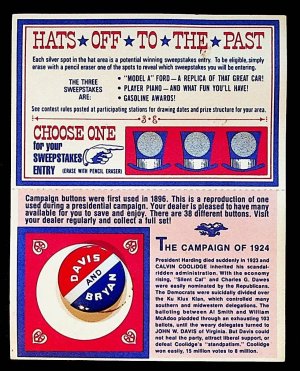 HATS★OFF★TO★THE★PAST
Each silver spot in the hat area is a potential winning sweepstakes entry. To be eligible, simply
erase with a pencil eraser one of the spots to reveal which sweepstakes you will be entering.
THE THREE
SWEEPSTAKES
ARE:
• "MODEL A" FORD—A REPLICA OF THAT GREAT CAR!
• PLAYER PIANO—AND WHAT FUN YOU'LL HAVE!
• GASOLINE AWARDS!
See contest rules posted at participating stations for drawing dates and prize structure for your area.
CHOOSE ONE
for your
SWEEPSTAKES
ENTRY (ERASE WITH PENCIL ERASER)
Campaign buttons were first used in 1896. This is a reproduction of one
used during a presidential campaign. Your dealer is pleased to have many
available for you to save and enjoy. There are 38 different buttons. Visit
your dealer regularly and collect a full set!
DAVIS
AND
BRYAN
THE CAMPAIGN OF 1924
President Harding died suddenly in 1923 and
CALVIN COOLIDGE inherited his scandal-
ridden administration. With the economy
rising, "Silent Cal" and Charles G. Dawes
were easily nominated by the Republicans.
The Democrats were suicidally divided over
the Ku Klux Klan, which controlled many
southern and midwestern delegations. The
balloting between Al Smith and William
McAdoo plodded through an exhausting 103
ballots, until the weary delegates turned to
JOHN W. DAVIS of Virginia. But Davis could
not heal the party, attract liberal support, or
defeat Coolidge's "standpatism." Coolidge
won easily, 15 million votes to 8 million.